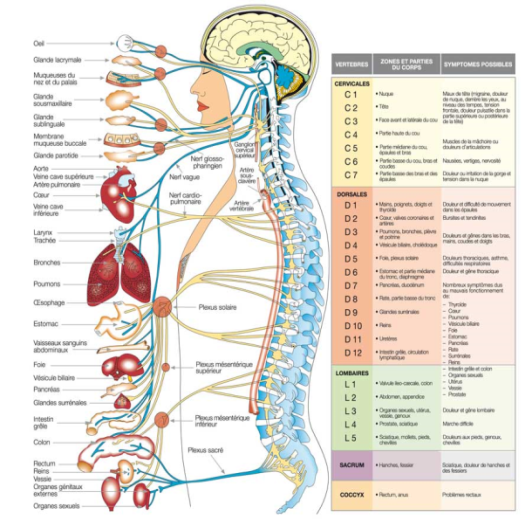 Oeil
Glande lacrymale
Muqueuses du
nez et du palais
Glande
sousmaxillaire
Glande
sublinguale
Membrane
muqueuse buccale
Glande parotide
Aorte
Veine cave supérieure
Artère pulmonaire
Cœur
Veine cave
inférieure
Larynx
Trachée
Bronches
Poumons
Œsophage
Estomac
Vaisseaux sanguins
abdominaux
Foie
Vésicule biliaire
Pancréas
Glandes surrénales
Intestin
grêle
Colon
Rectum
Reins
Vessie
Organes génitaux
externes
Organes sexuels
Ganglion
cervical
supérieur
Nerf glosso-
pharingien
Nerf vague
Artère
sous-
clavière
Nerf cardio-
pulmonaire
Artère
vertébrale
Plexus solaire
Plexus mésentérique
supérieur
Plexus mésentérique
inférieur
Plexus sacré
VERTEBRES
ZONES ET PARTIES
DU CORPS
SYMPTOMES POSSIBLES
CERVICALES
C 1 • Nuque
C 2 • Tête
C 3 • Face avant et latérale du cou
C 4 • Partie haute du cou
C 5 • Partie médiane du cou,
épaules et bras
C 6 • Partie basse du cou, bras et
coudes
C 7 • Partie basse des bras et des
épaules
Maux de tête (migraine, douleur
de nuque, derrière les yeux, au
niveau des tempes, tension
frontale, douleur pulsatile dans la
partie supérieure ou postérieure
de la tête)
Muscles de la mâchoire ou
douleurs d'articulations
Nausées, vertiges, nervosité
Douleur ou irritation de la gorge et
tension dans la nuque
DORSALES
D 1 • Mains, poignets, doigts et
thyroïde
D 2 • Cœur, valves coronaires et
artères
D 3 • Poumons, bronches, plèvre
et poitrine
D 4 • Vésicule biliaire, cholédoque
D 5 • Foie, plexus solaire
D 6 • Estomac et partie médiane
du tronc, diaphragme
D 7 • Pancréas, duodénum
D 8 • Rate, partie basse du tronc
D 9 • Glandes surrénales
D 10 • Reins
D 11 • Uretères
D 12 • Intestin grêle, circulation
lymphatique
Douleur et difficulté de mouvement
dans les épaules
Bursites et tendinites
Douleurs et gênes dans les bras,
mains, coudes et doigts
Douleurs thoraciques, asthme,
difficultés respiratoires
Douleur et gêne thoracique
Nombreux symptômes dus
au mauvais fonctionnement
de:
- Thyroïde
- Cœur
- Poumons
- Vésicule biliaire
- Foie
- Estomac
- Pancréas
- Rate
- Surrénales
- Reins
- Intestin grêle et colon
- Organes sexuels
- Utérus
- Vessie
- Prostate
LOMBAIRES
L 1 • Valvule iléo-caecale, colon
L 2 • Abdomen, appendice
L 3 • Organes sexuels, utérus,
vessie, genoux
L 4 • Prostate, sciatique
L 5 • Sciatique, mollets, pieds,
chevilles
Douleur et gêne lombaire
Marche difficile
Douleurs aux pieds, genoux,
chevilles
SACRUM • Hanches, fessier
Sciatique, douleur de hanches et
des fessiers
COCCYX • Rectum, anus
Problèmes rectaux